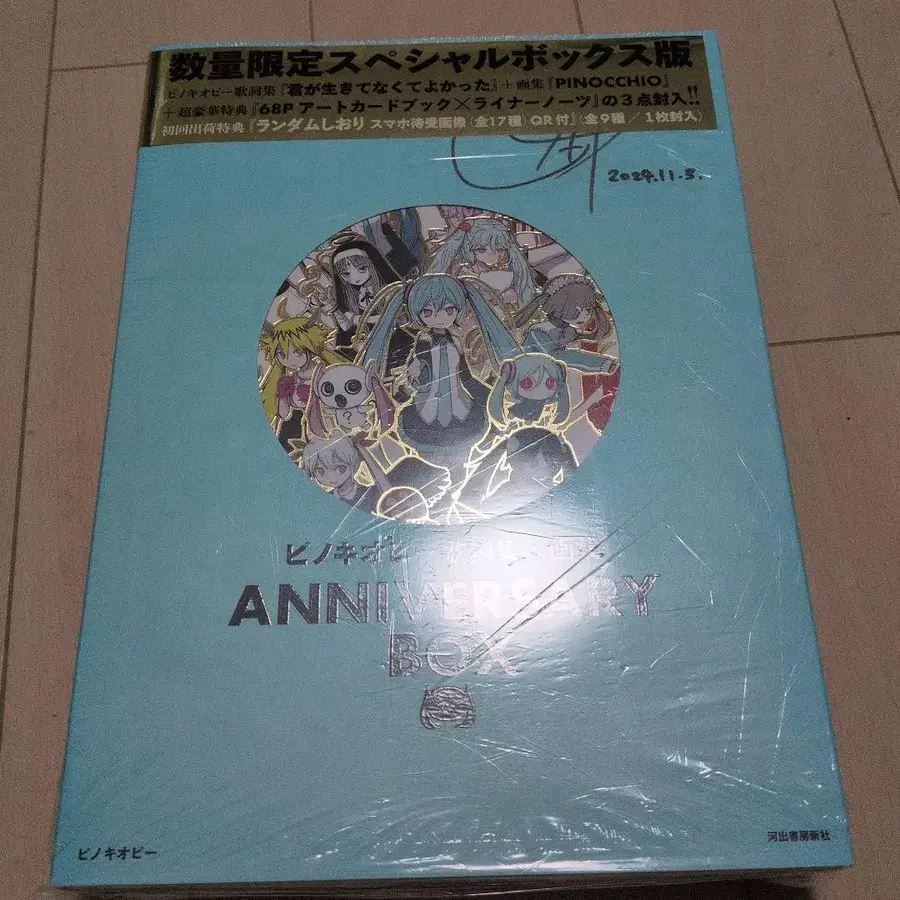 数量限定スペシャルボックス版
ピノキオピー歌詞集『君が生きてなくてよかった』＋画集『PINOCCHIO』
＋超豪華特典『68P アートカードブック×ライナーノーツ』の3点封入!!
初回出荷特典『ランダムしおり スマホ待受画像(全17種) QR付』(全9種／1枚封入)
2024.11.5.
?
ピノキオピー 歌詞集 画集
ANNIVERSARY
BOX
ピノキオピー
河出書房新社